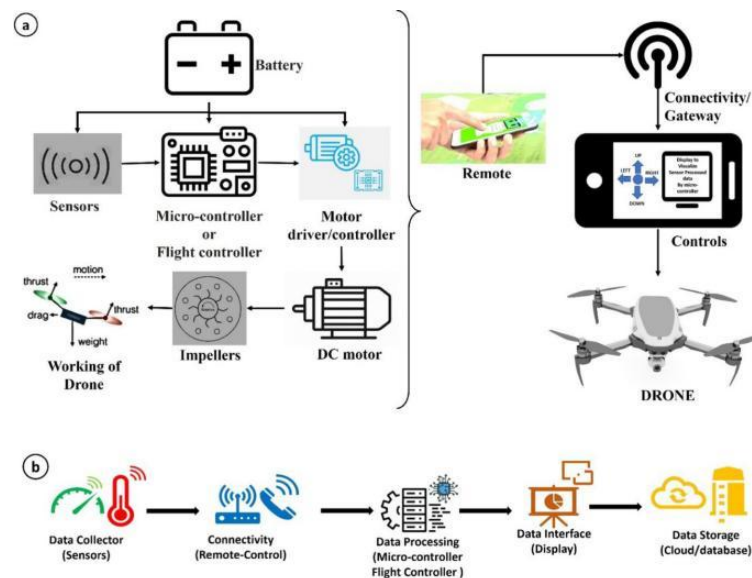 a
Battery
Sensors
Micro-controller
or
Flight controller
Motor
driver/controller
thrust
motion
thrust
drag
weight
Working of
Drone
Impellers
DC motor
Remote
Connectivity/
Gateway
UP
LEFT
RIGHT
DOWN
Display to
Visualize
Sensor Processed
data
By micro-
controller
Controls
DRONE
b
Data Collector
(Sensors)
Connectivity
(Remote-Control)
Data Processing
(Micro-controller
Flight Controller )
Data Interface
(Display)
Data Storage
(Cloud/database)